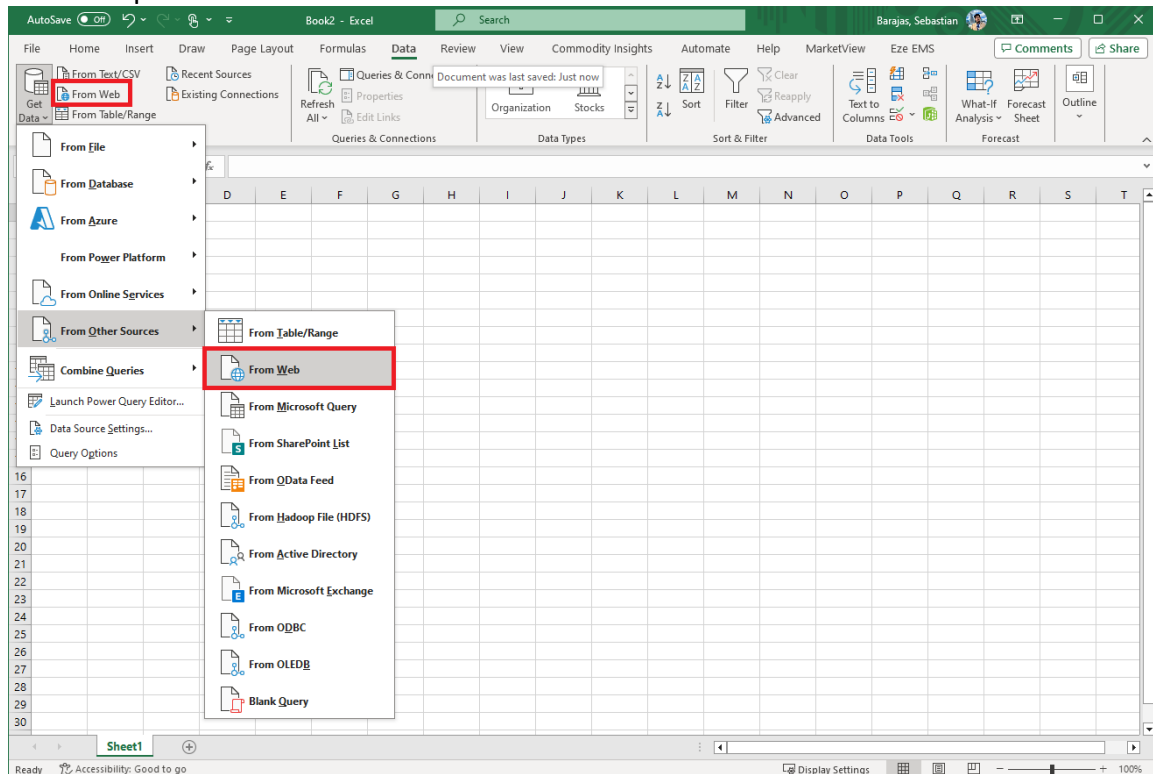 AutoSave Off Book2 - Excel Search Barajas, Sebastian
File Home Insert Draw Page Layout Formulas Data Review View Commodity Insights Automate Help MarketView Eze EMS Comments Share
From Text/CSV Recent Sources Queries & Conn Document was last saved: Just now Clear
Get Data From Web Existing Connections Refresh All Properties Organization Stocks Sort Filter Reapply Text to Columns What-If Analysis Forecast Sheet Outline
From Table/Range Edit Links Advanced
Queries & Connections Data Types Sort & Filter Data Tools Forecast
fx
D E F G H I J K L M N O P Q R S T
From File
From Database
From Azure
From Power Platform
From Online Services
From Other Sources
Combine Queries
Launch Power Query Editor...
Data Source Settings...
Query Options
From Table/Range
From Web
From Microsoft Query
From SharePoint List
From OData Feed
From Hadoop File (HDFS)
From Active Directory
From Microsoft Exchange
From ODBC
From OLEDB
Blank Query
16
17
18
19
20
21
22
23
24
25
26
27
28
29
30
Sheet1
Ready Accessibility: Good to go Display Settings 100%